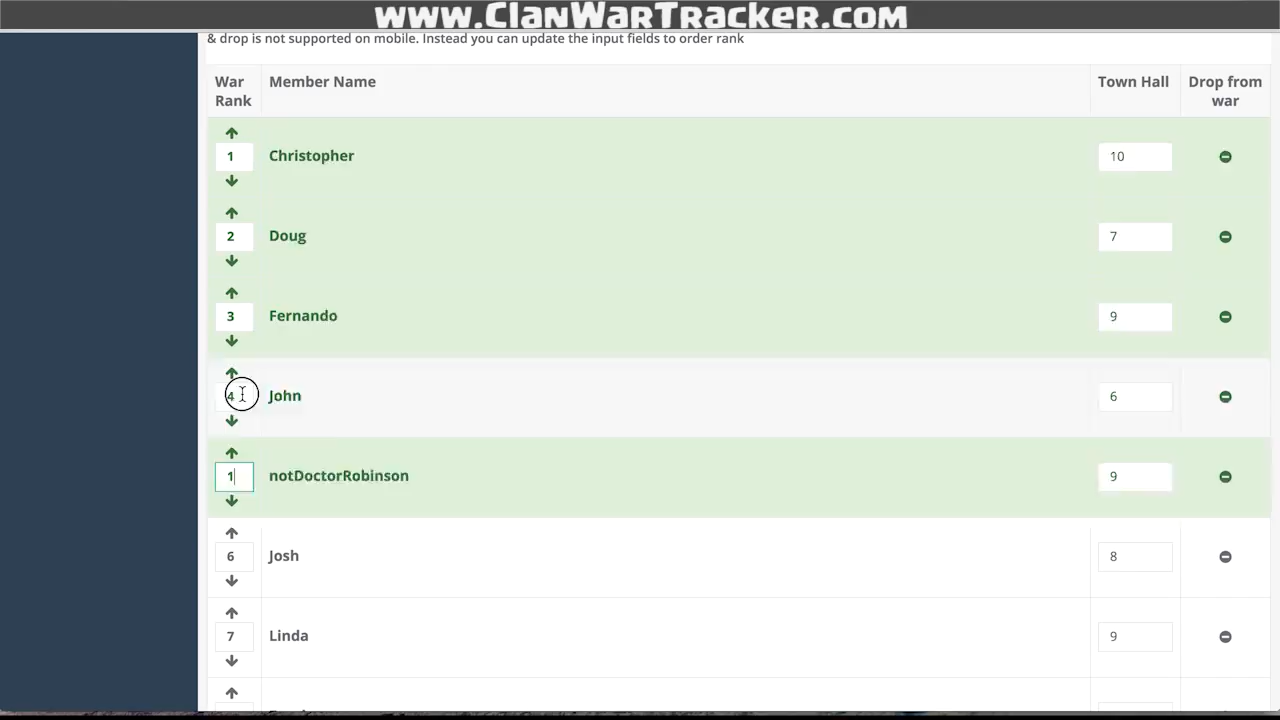 www.ClanWarTracker.com
& drop is not supported on mobile. Instead you can update the input fields to order rank
War Rank Member Name Town Hall Drop from war
1 Christopher 10
2 Doug 7
3 Fernando 9
4 John 6
1 notDoctorRobinson 9
6 Josh 8
7 Linda 9